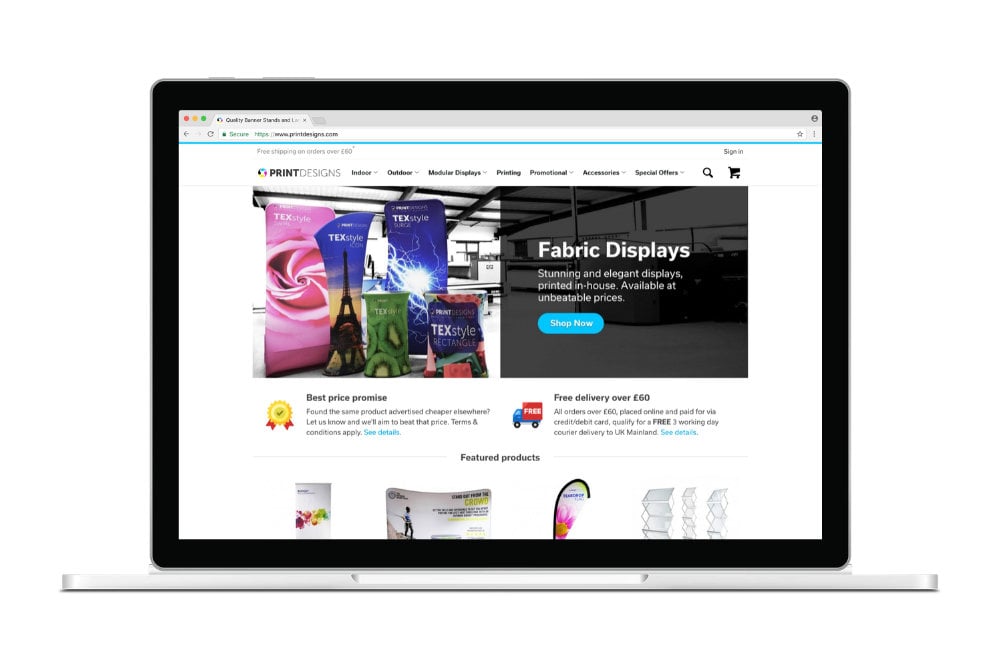 Quality Banner Stands and La
Secure https://www.printdesigns.com
Free shipping on orders over £60*
Sign in
PRINTDESIGNS Indoor Outdoor Modular Displays Printing Promotional Accessories Special Offers
PRINTDESIGN
TEXstyle
TEXstyle
ICON
PRINTDESIGNS
TEXstyle
SURGE
TEXstyle
PRINTDESIGNS
TEXstyle
RECTANGLE
Fabric Displays
Stunning and elegant displays,
printed in-house. Available at
unbeatable prices.
Shop Now
Best price promise
Found the same product advertised cheaper elsewhere?
Let us know and we'll aim to beat that price. Terms &
conditions apply. See details.
FREE
Free delivery over £60
All orders over £60, placed online and paid for via
credit/debit card, qualify for a FREE 3 working day
courier delivery to UK Mainland. See details.
Featured products
STAND OUT FROM THE
CROWD
TEARDROP